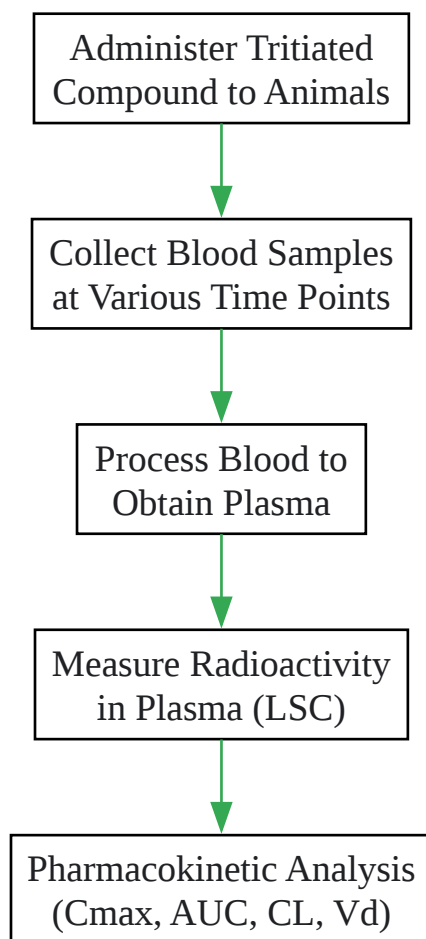 Administer Tritiated
Compound to Animals
Collect Blood Samples
at Various Time Points
Process Blood to
Obtain Plasma
Measure Radioactivity
in Plasma (LSC)
Pharmacokinetic Analysis
(Cmax, AUC, CL, Vd)